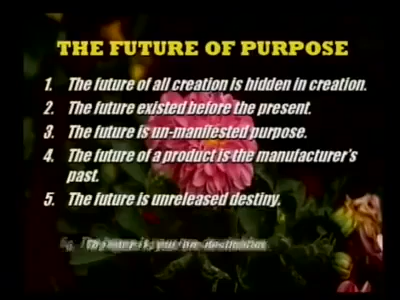 THE FUTURE OF PURPOSE
1. The future of all creation is hidden in creation.
2. The future existed before the present.
3. The future is un-manifested purpose.
4. The future of a product is the manufacturer's
past.
5. The future is unreleased destiny.